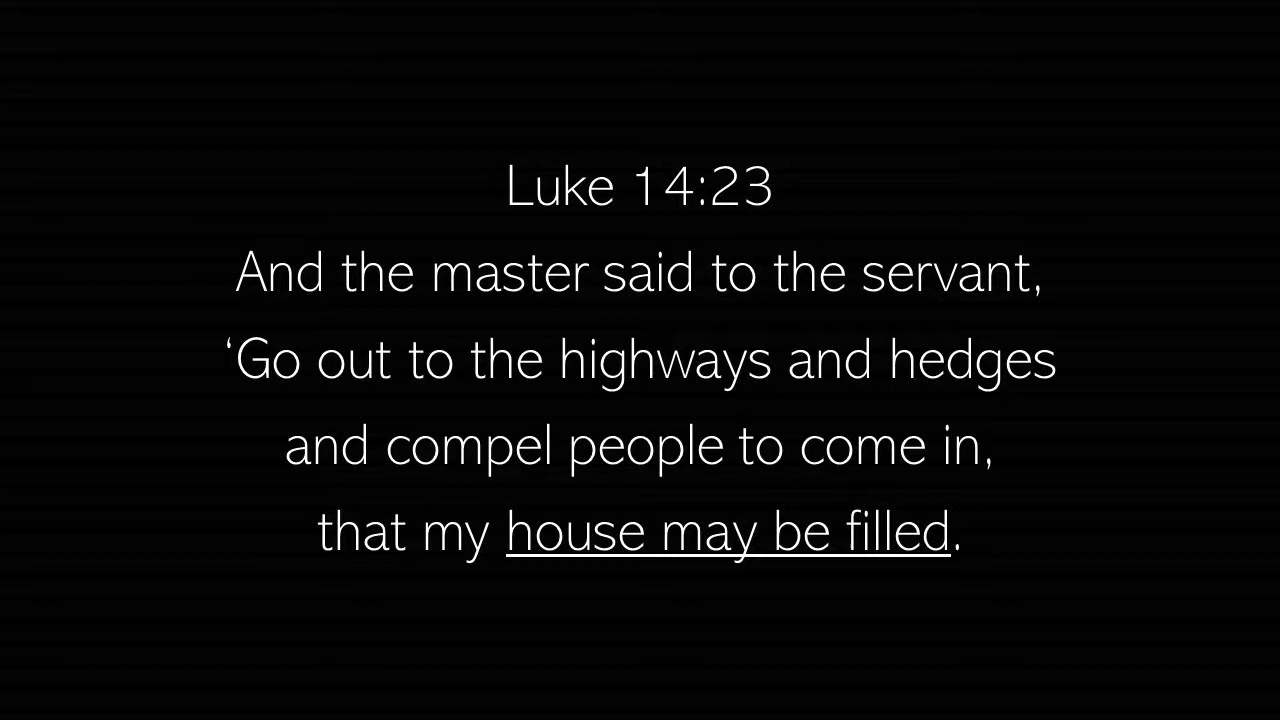 Luke 14:23
And the master said to the servant,
‘Go out to the highways and hedges
and compel people to come in,
that my house may be filled.